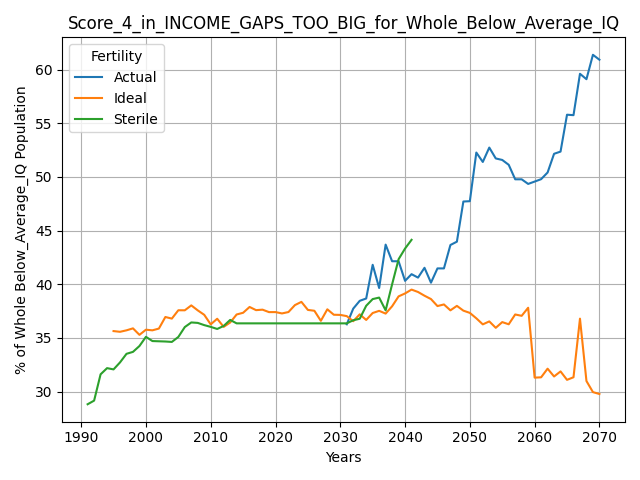 Score_4_in_INCOME_GAPS_TOO_BIG_for_Whole_Below_Average_IQ
Fertility
Actual
Ideal
Sterile
% of Whole Below_Average_IQ Population
60
55
50
45
40
35
30
1990 2000 2010 2020 2030 2040 2050 2060 2070
Years